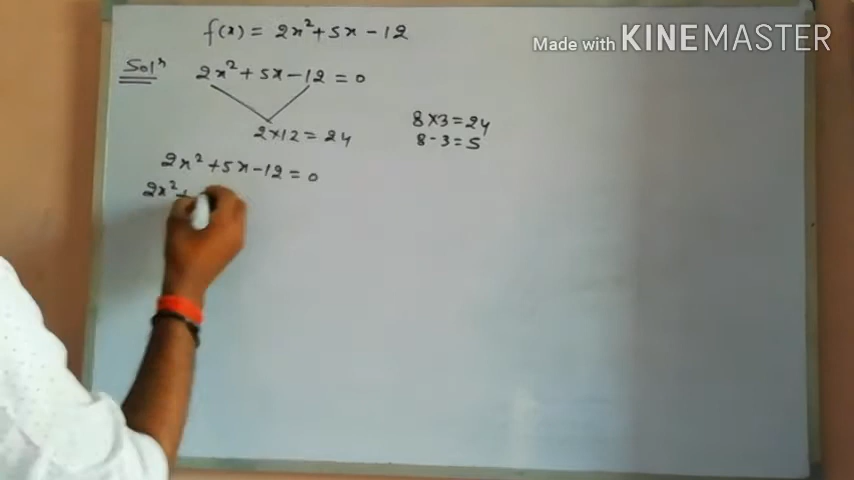 f(x) = 2x² + 5x - 12
Made with KINEMASTER
Solⁿ 2x² + 5x - 12 = 0
2 × 12 = 24
8 × 3 = 24
8 - 3 = 5
2x² + 5x - 12 = 0
2x² +